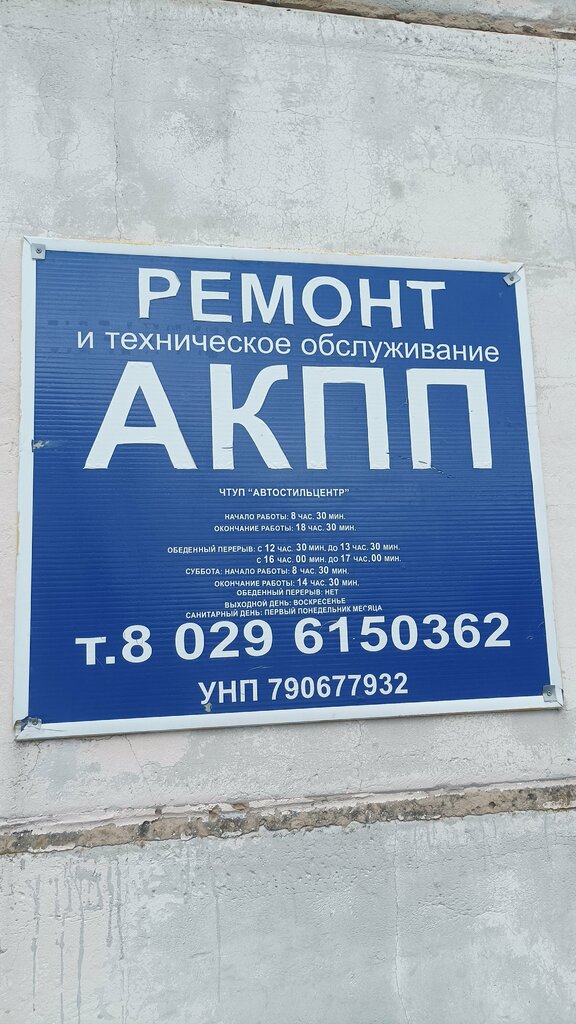 РЕМОНТ
и техническое обслуживание
АКПП
ЧТУП "АВТОСТИЛЬЦЕНТР"
НАЧАЛО РАБОТЫ: 8 ЧАС. 30 МИН.
ОКОНЧАНИЕ РАБОТЫ: 18 ЧАС. 30 МИН.
ОБЕДЕННЫЙ ПЕРЕРЫВ: С 12 ЧАС. 30 МИН. ДО 13 ЧАС. 30 МИН.
С 16 ЧАС. 00 МИН. ДО 17 ЧАС. 00 МИН.
СУББОТА: НАЧАЛО РАБОТЫ: 8 ЧАС. 30 МИН.
ОКОНЧАНИЕ РАБОТЫ: 14 ЧАС. 30 МИН.
ОБЕДЕННЫЙ ПЕРЕРЫВ: НЕТ
ВЫХОДНОЙ ДЕНЬ: ВОСКРЕСЕНЬЕ
САНИТАРНЫЙ ДЕНЬ: ПЕРВЫЙ ПОНЕДЕЛЬНИК МЕСЯЦА
т.8 029 6150362
УНП 790677932